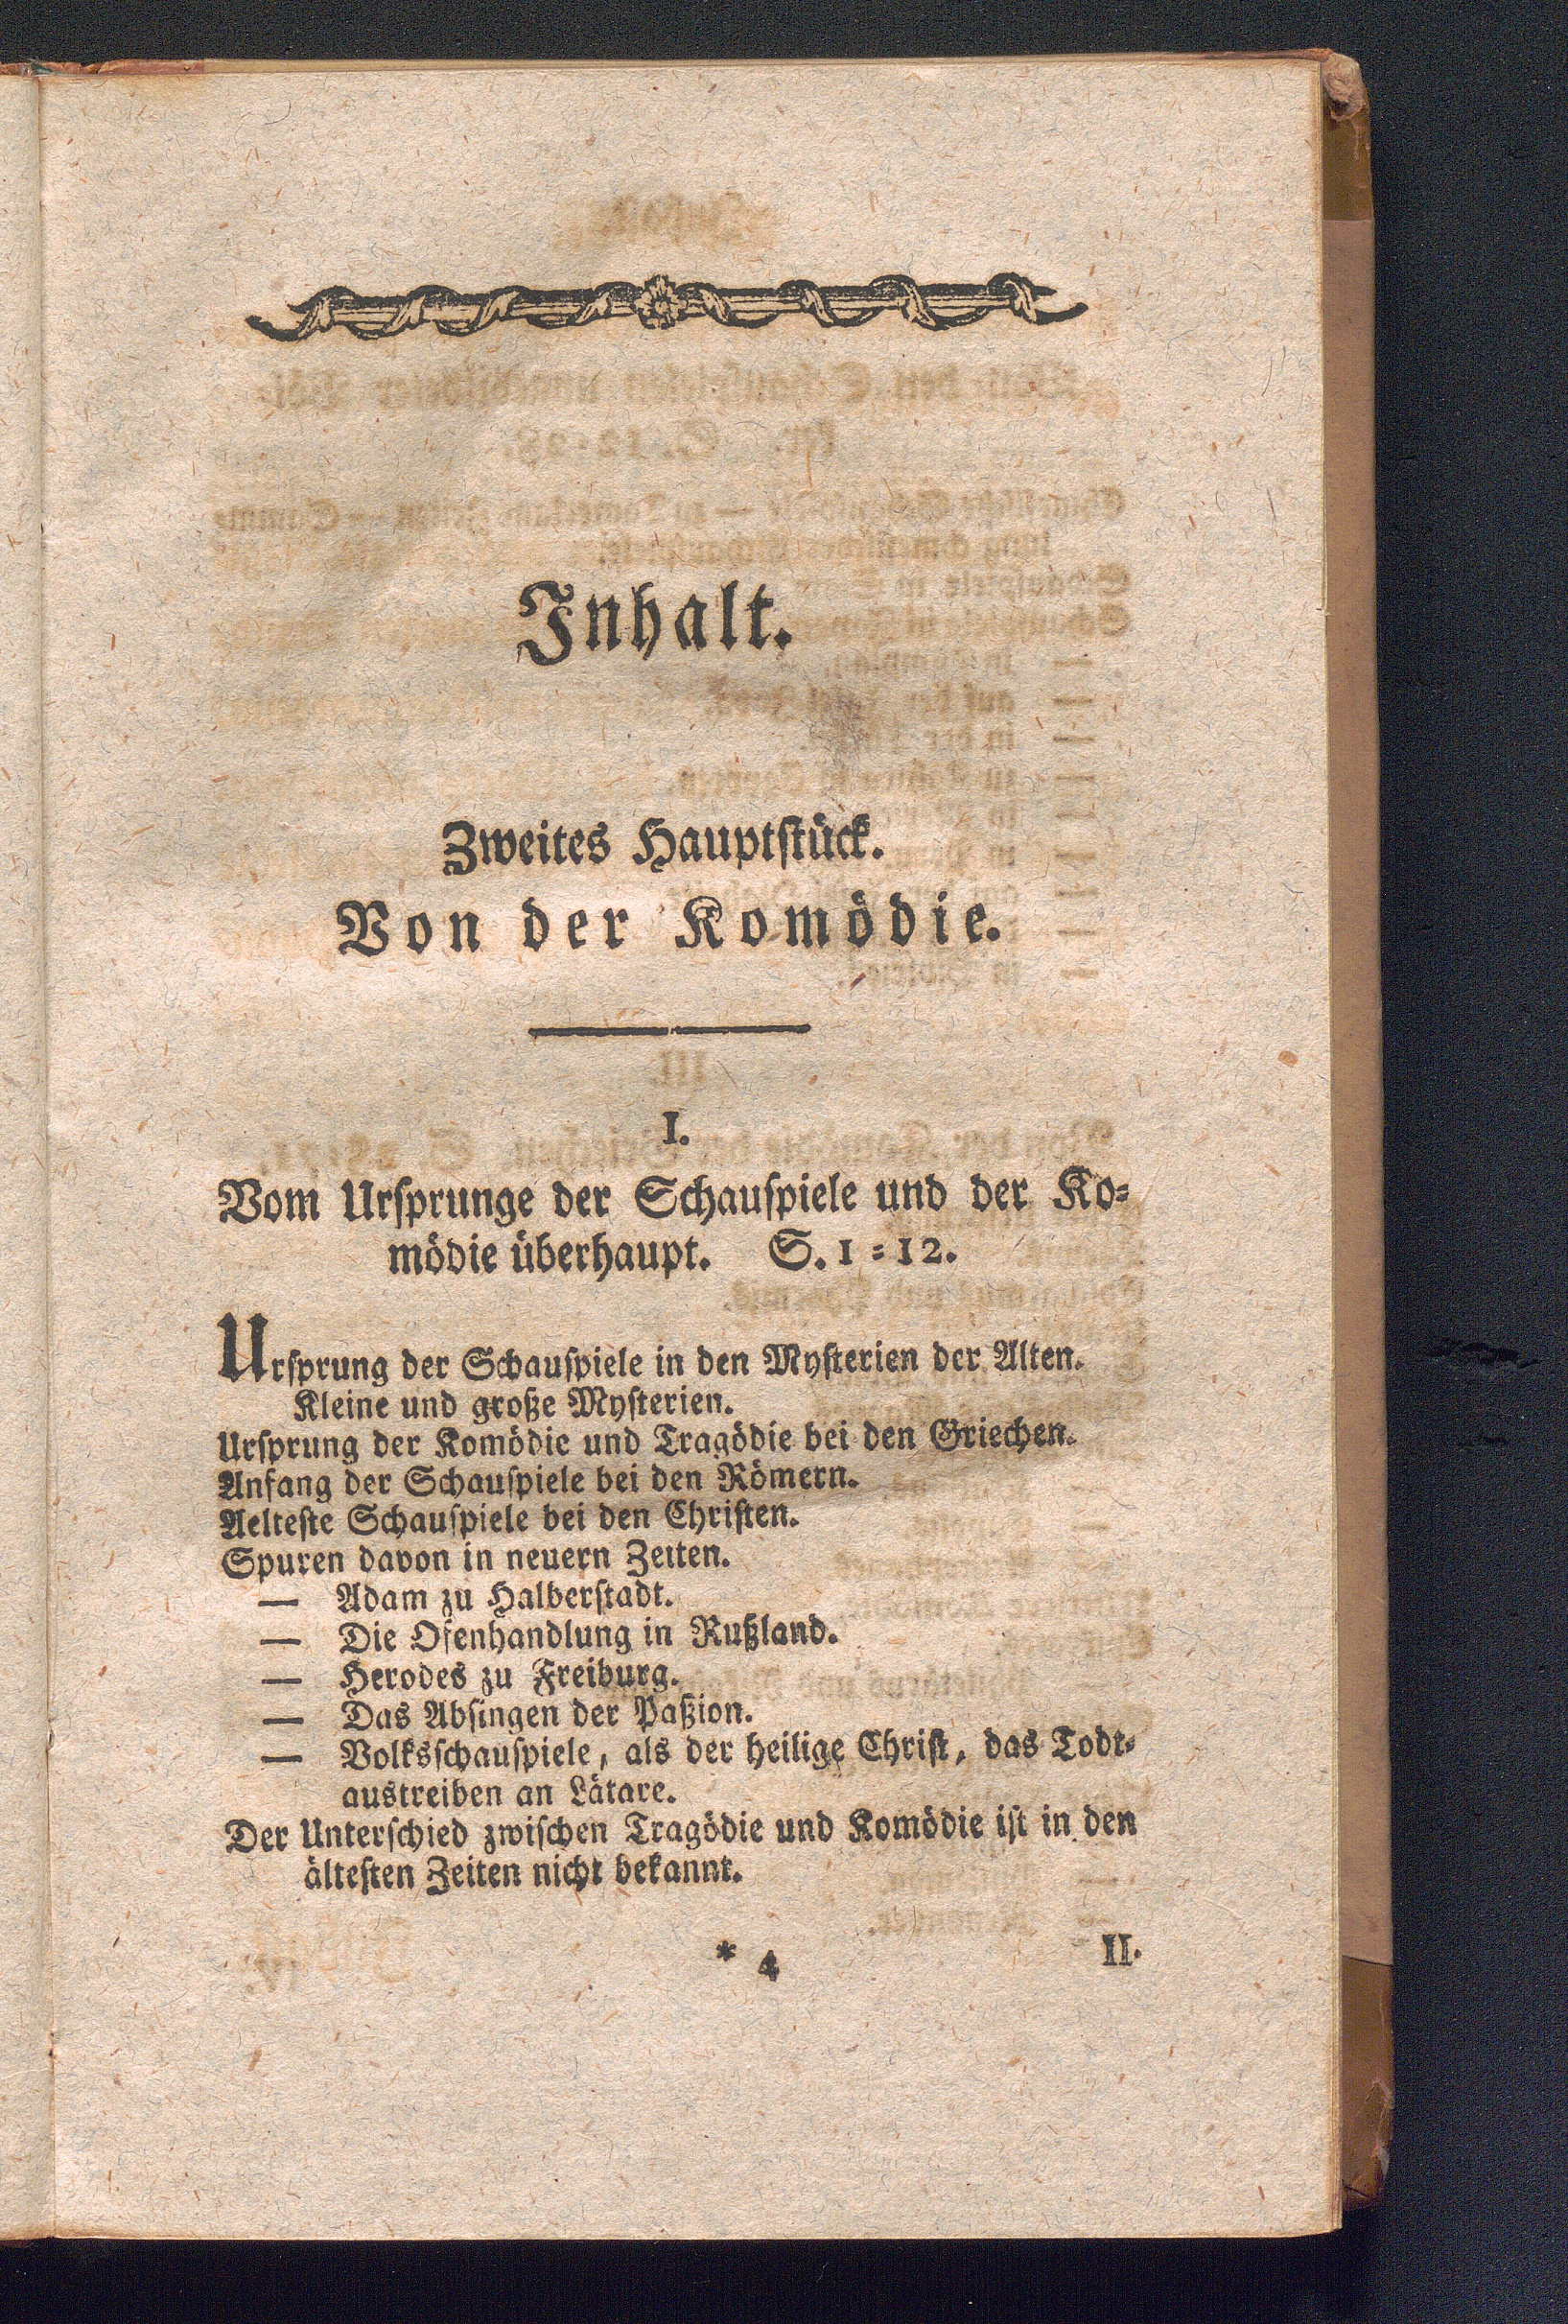 Inhalt.
Zweites Hauptstück.
Von der Komödie.
I.
Vom Ursprunge der Schauspiele und der Ko-
mödie überhaupt. S. 1-12.
Ursprung der Schauspiele in den Mysterien der Alten.
Kleine und große Mysterien.
Ursprung der Komödie und Tragödie bei den Griechen.
Anfang der Schauspiele bei den Römern.
Aelteste Schauspiele bei den Christen.
Spuren davon in neuern Zeiten.
— Adam zu Halberstadt.
— Die Ofenhandlung in Rußland.
— Herodes zu Freiburg.
— Das Absingen der Paßion.
— Volksschauspiele, als der heilige Christ, das Todt-
austreiben an Lätare.
Der Unterschied zwischen Tragödie und Komödie ist in den
ältesten Zeiten nicht bekannt.
* 4 II.